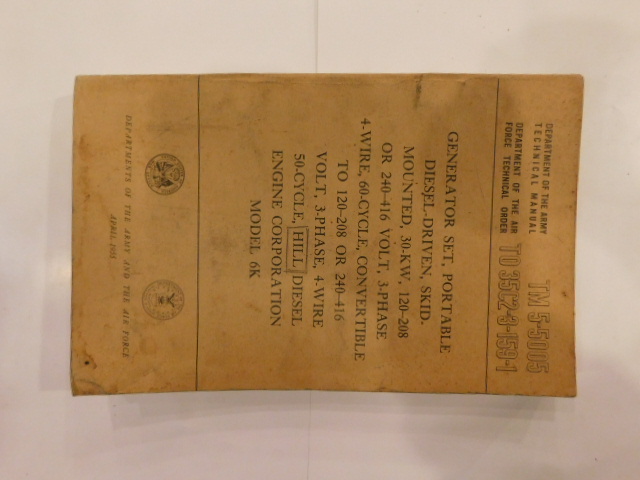 DEPARTMENT OF THE ARMY
TECHNICAL MANUAL
TM 5-5005
DEPARTMENT OF THE AIR
FORCE TECHNICAL ORDER
TO 35C2-3-159-1
GENERATOR SET, PORTABLE
DIESEL-DRIVEN, SKID.
MOUNTED, 30-KW, 120-208
OR 240-416 VOLT, 3-PHASE
4-WIRE, 60-CYCLE, CONVERTIBLE
TO 120-208 OR 240-416
VOLT, 3-PHASE, 4-WIRE
50-CYCLE, HILL DIESEL
ENGINE CORPORATION
MODEL 6K
DEPARTMENTS OF THE ARMY AND THE AIR FORCE
APRIL